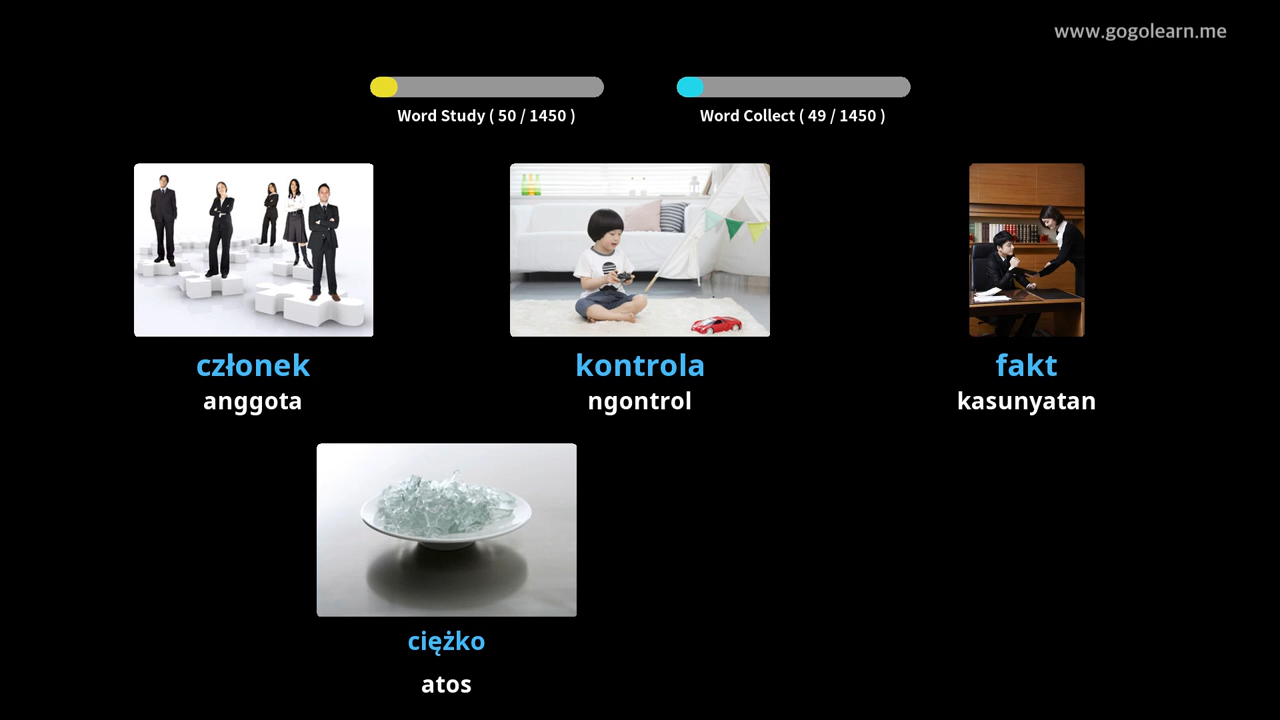 www.gogolearn.me
Word Study ( 50 / 1450 )
Word Collect ( 49 / 1450 )
członek
anggota
kontrola
ngontrol
fakt
kasunyatan
ciężko
atos